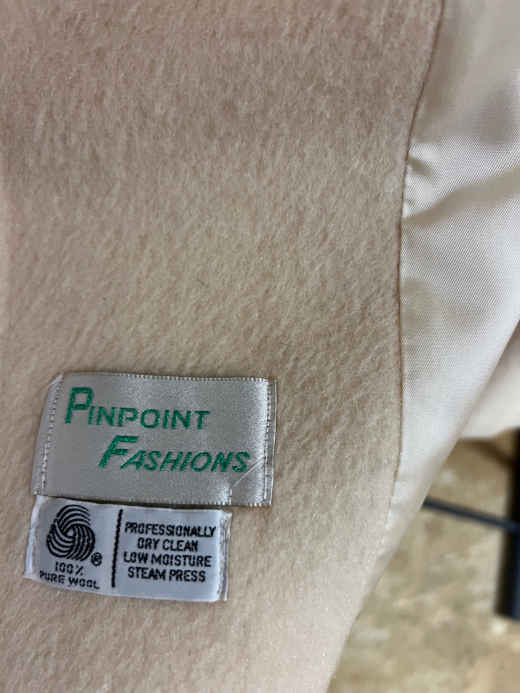 PINPOINT
FASHIONS
®
100%
PURE WOOL
PROFESSIONALLY
DRY CLEAN
LOW MOISTURE
STEAM PRESS